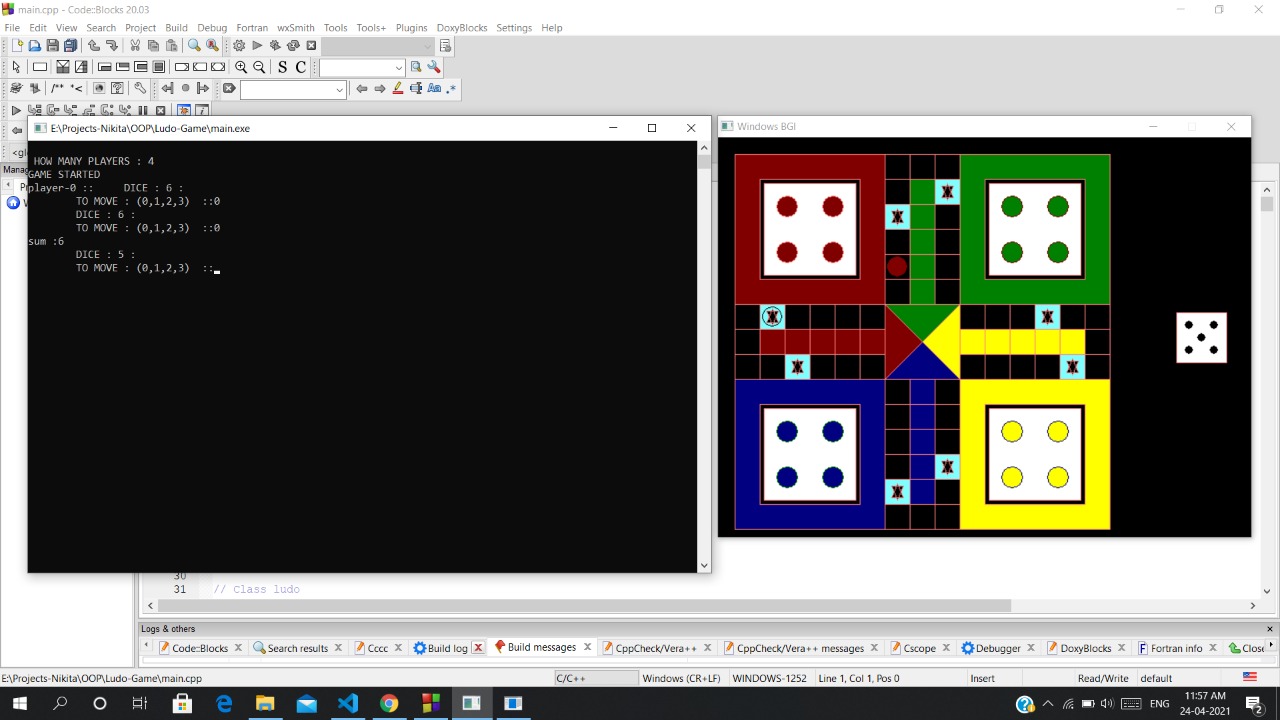 main.cpp - Code::Blocks 20.03
File Edit View Search Project Build Debug Fortran wxSmith Tools Tools+ Plugins DoxyBlocks Settings Help
S C
/** *<
Aa .*
<gl
Manag
E:\Projects-Nikita\OOP\Ludo-Game\main.exe
HOW MANY PLAYERS : 4
GAME STARTED
player-0 :: DICE : 6 :
TO MOVE : (0,1,2,3) ::0
DICE : 6 :
TO MOVE : (0,1,2,3) ::0
sum :6
DICE : 5 :
TO MOVE : (0,1,2,3) ::
Windows BGI
30
31 // Class ludo
Logs & others
Code::Blocks Search results Cccc Build log Build messages CppCheck/Vera++ CppCheck/Vera++ messages Cscope Debugger DoxyBlocks Fortran info Close
E:\Projects-Nikita\OOP\Ludo-Game\main.cpp C/C++ Windows (CR+LF) WINDOWS-1252 Line 1, Col 1, Pos 0 Insert Read/Write default
ENG
11:57 AM
24-04-2021
2